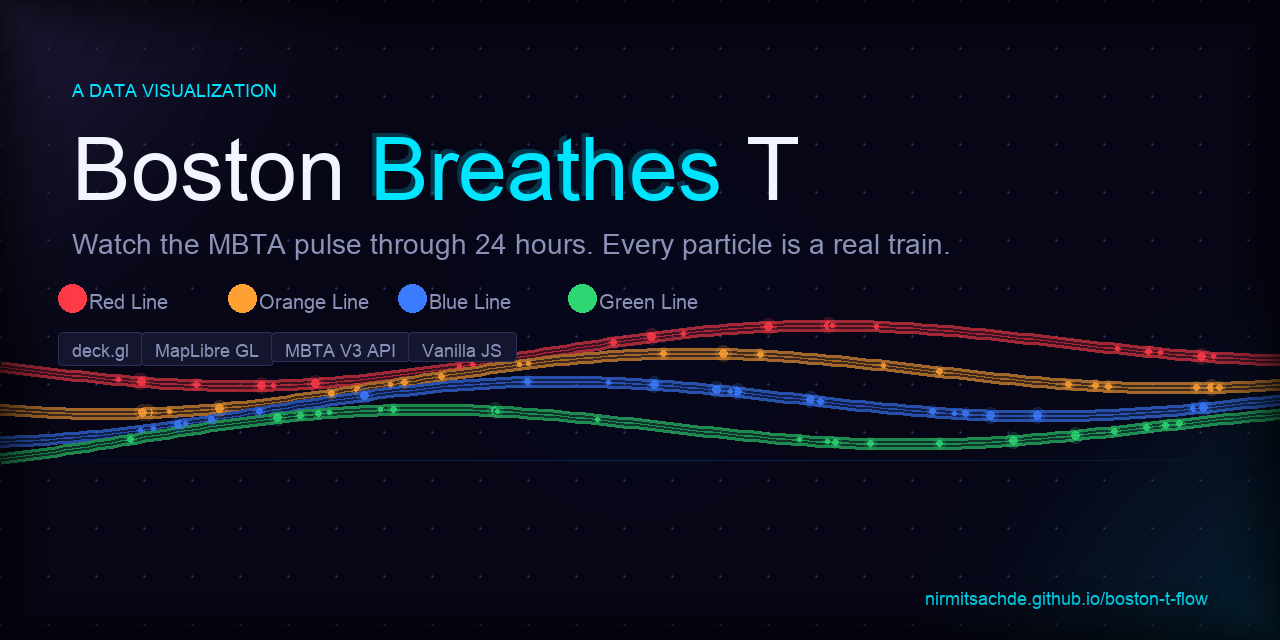 A DATA VISUALIZATION
Boston Breathes T
Watch the MBTA pulse through 24 hours. Every particle is a real train.
Red Line Orange Line Blue Line Green Line
deck.gl MapLibre GL MBTA V3 API Vanilla JS
nirmitsachde.github.io/boston-t-flow